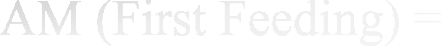 AM (First Feeding) =